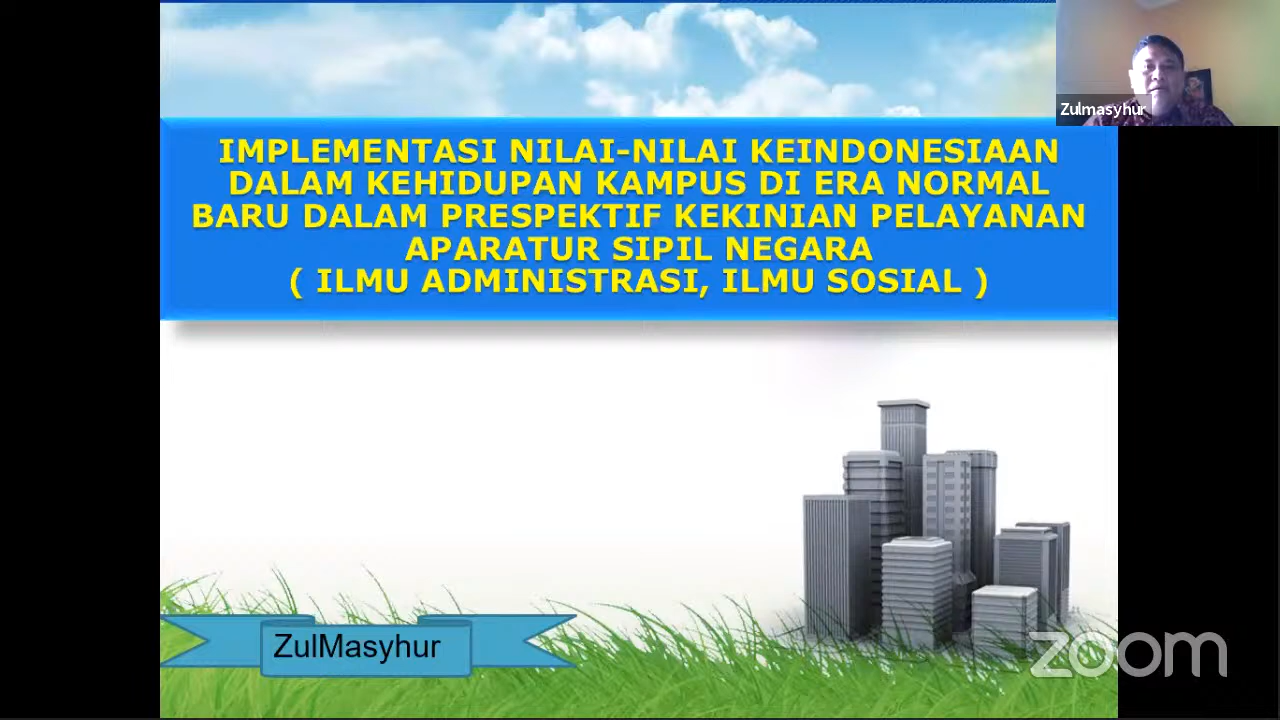 Zulmasyhur
IMPLEMENTASI NILAI-NILAI KEINDONESIAAN
DALAM KEHIDUPAN KAMPUS DI ERA NORMAL
BARU DALAM PRESPEKTIF KEKINIAN PELAYANAN
APARATUR SIPIL NEGARA
( ILMU ADMINISTRASI, ILMU SOSIAL )
ZulMasyhur
zoom